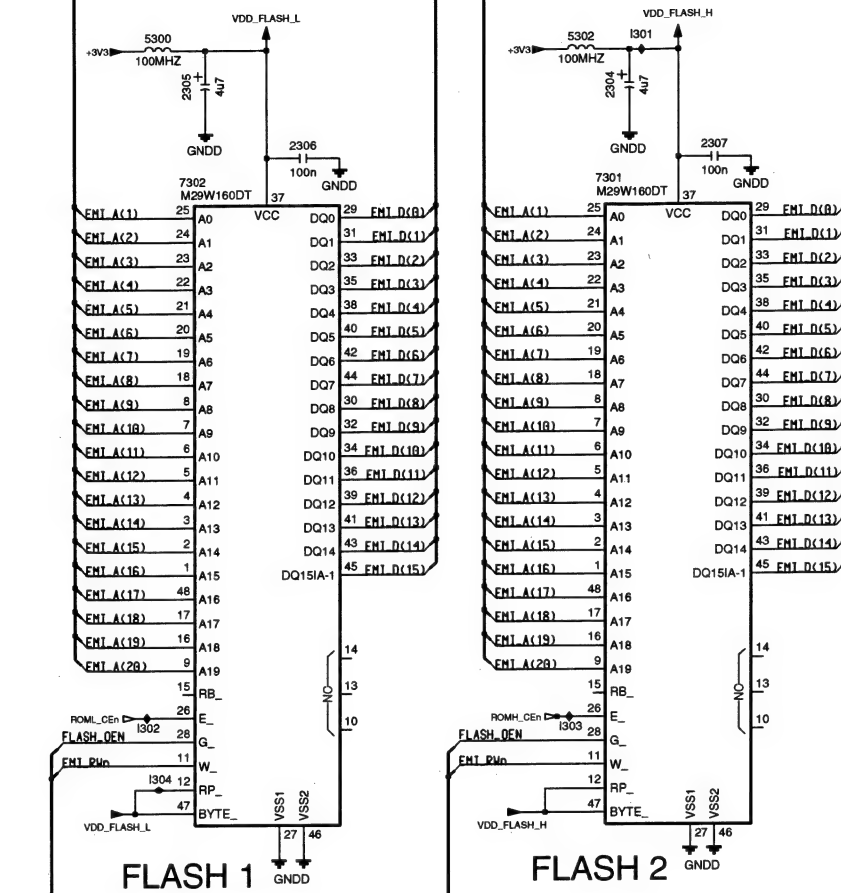 VDD_FLASH_L
5300
+3V3
100MHZ
2305
+
4u7
GNDD
2306
100n
GNDD
7302
M29W160DT
37
VCC
EMI_A(1) 25 A0 DQ0 29 EMI_D(0)
EMI_A(2) 24 A1 DQ1 31 EMI_D(1)
EMI_A(3) 23 A2 DQ2 33 EMI_D(2)
EMI_A(4) 22 A3 DQ3 35 EMI_D(3)
EMI_A(5) 21 A4 DQ4 38 EMI_D(4)
EMI_A(6) 20 A5 DQ5 40 EMI_D(5)
EMI_A(7) 19 A6 DQ6 42 EMI_D(6)
EMI_A(8) 18 A7 DQ7 44 EMI_D(7)
EMI_A(9) 8 A8 DQ8 30 EMI_D(8)
EMI_A(10) 7 A9 DQ9 32 EMI_D(9)
EMI_A(11) 6 A10 DQ10 34 EMI_D(10)
EMI_A(12) 5 A11 DQ11 36 EMI_D(11)
EMI_A(13) 4 A12 DQ12 39 EMI_D(12)
EMI_A(14) 3 A13 DQ13 41 EMI_D(13)
EMI_A(15) 2 A14 DQ14 43 EMI_D(14)
EMI_A(16) 1 A15 DQ15IA-1 45 EMI_D(15)
EMI_A(17) 48 A16
EMI_A(18) 17 A17
EMI_A(19) 16 A18
EMI_A(20) 9 A19
14
15 RB_
NO
13
ROML_CEn I302 26 E_
10
FLASH_OEN 28 G_
EMI_RWn 11 W_
I304 12 RP_
47 BYTE_
VDD_FLASH_L
VSS1 VSS2
27 46
GNDD
FLASH 1
VDD_FLASH_H
5302
I301
+3V3
100MHZ
2304
+
4u7
GNDD
2307
100n
GNDD
7301
M29W160DT
37
VCC
EMI_A(1) 25 A0 DQ0 29 EMI_D(0)
EMI_A(2) 24 A1 DQ1 31 EMI_D(1)
EMI_A(3) 23 A2 DQ2 33 EMI_D(2)
EMI_A(4) 22 A3 DQ3 35 EMI_D(3)
EMI_A(5) 21 A4 DQ4 38 EMI_D(4)
EMI_A(6) 20 A5 DQ5 40 EMI_D(5)
EMI_A(7) 19 A6 DQ6 42 EMI_D(6)
EMI_A(8) 18 A7 DQ7 44 EMI_D(7)
EMI_A(9) 8 A8 DQ8 30 EMI_D(8)
EMI_A(10) 7 A9 DQ9 32 EMI_D(9)
EMI_A(11) 6 A10 DQ10 34 EMI_D(10)
EMI_A(12) 5 A11 DQ11 36 EMI_D(11)
EMI_A(13) 4 A12 DQ12 39 EMI_D(12)
EMI_A(14) 3 A13 DQ13 41 EMI_D(13)
EMI_A(15) 2 A14 DQ14 43 EMI_D(14)
EMI_A(16) 1 A15 DQ15IA-1 45 EMI_D(15)
EMI_A(17) 48 A16
EMI_A(18) 17 A17
EMI_A(19) 16 A18
EMI_A(20) 9 A19
14
15 RB_
NO
13
ROMH_CEn I303 26 E_
10
FLASH_OEN 28 G_
EMI_RWn 11 W_
12 RP_
47 BYTE_
VDD_FLASH_H
VSS1 VSS2
27 46
GNDD
FLASH 2